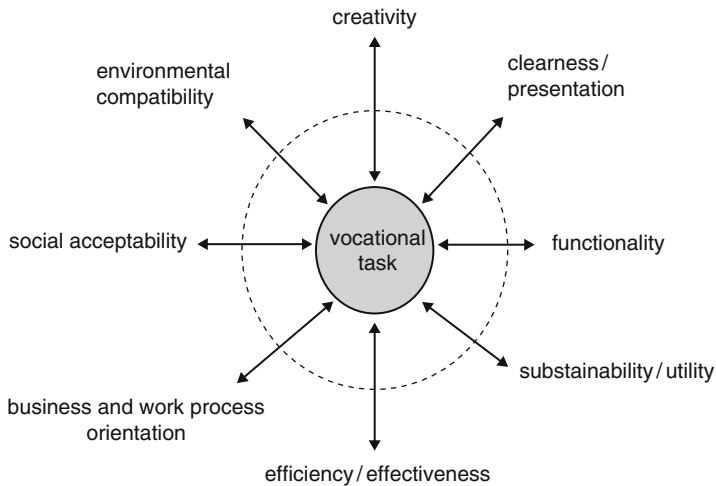 creativity
clearness/
presentation
environmental
compatibility
social acceptability
vocational
task
functionality
substainability/utility
business and work process
orientation
efficiency/effectiveness